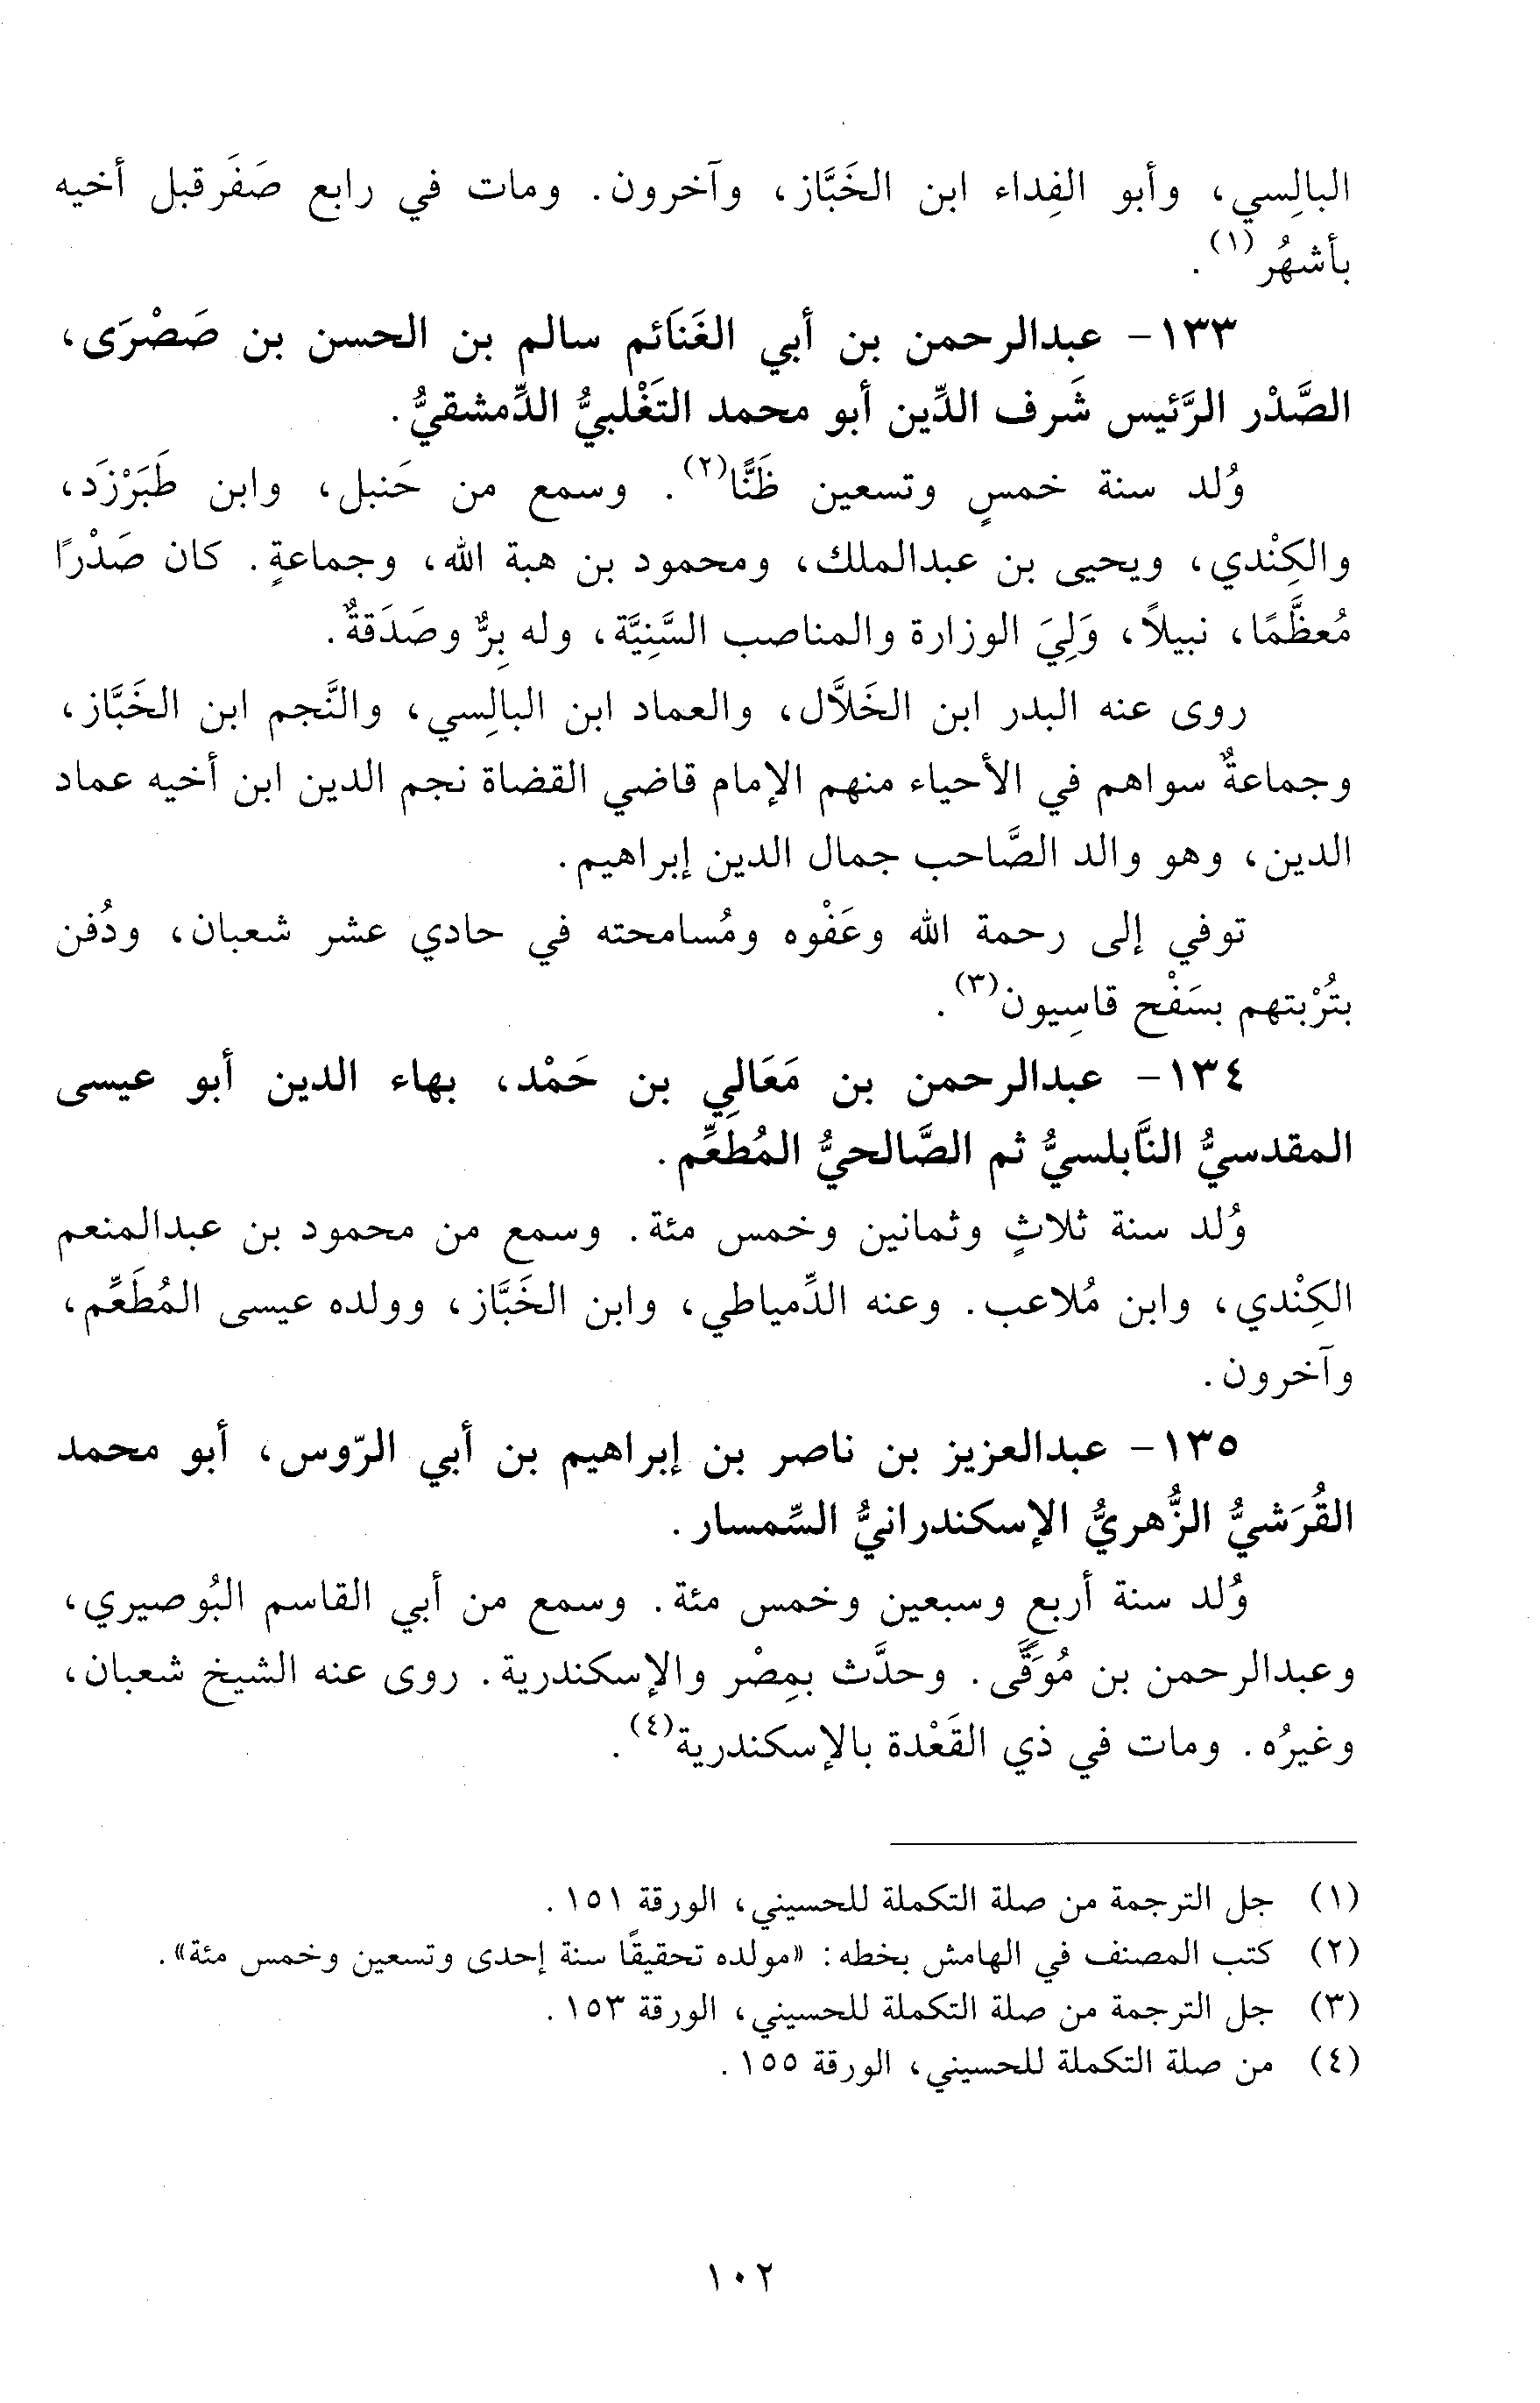 البالِسي، وأبو الفِداء ابن الخَبَّاز، وآخرون. ومات في رابع صَفَر قبل أخيه
بأشهُر(١).
١٣٣- عبدالرحمن بن أبي الغَنَائم سالم بن الحسن بن صَصْرَى،
الصَّدْر الرَّئيس شَرف الدِّين أبو محمد التَغْلبيُّ الدِّمشقيُّ.
وُلد سنة خمسٍ وتسعين ظَنًّا(٢). وسمع من حَنبل، وابن طَبَرْزَد،
والكِنْدي، ويحيى بن عبدالملك، ومحمود بن هبة الله، وجماعةٍ. كان صَدْرًا
مُعظَّمًا، نبيلاً، وَلِيَ الوزارة والمناصب السَّنِيَّة، وله بِرٌّ وصَدَقةٌ.
روى عنه البدر ابن الخَلاَّل، والعماد ابن البالِسي، والنَّجم ابن الخَبَّاز،
وجماعةٌ سواهم في الأحياء منهم الإمام قاضي القضاة نجم الدين ابن أخيه عماد
الدين، وهو والد الصَّاحب جمال الدين إبراهيم.
توفي إلى رحمة الله وعَفْوه ومُسامحته في حادي عشر شعبان، ودُفن
بتُرْبتهم بسَفْح قاسِيون(٣).
١٣٤- عبدالرحمن بن مَعَالِي بن حَمْد، بهاء الدين أبو عيسى
المقدسيُّ النَّابلسيُّ ثم الصَّالحيُّ المُطَعِّم.
وُلد سنة ثلاثٍ وثمانين وخمس مئة. وسمع من محمود بن عبدالمنعم
الكِنْدي، وابن مُلاعب. وعنه الدِّمياطي، وابن الخَبَّاز، وولده عيسى المُطَعِّم،
وآخرون.
١٣٥- عبدالعزيز بن ناصر بن إبراهيم بن أبي الرّوس، أبو محمد
القُرَشيُّ الزُّهريُّ الإسكندرانيُّ السِّمسار.
وُلد سنة أربع وسبعين وخمس مئة. وسمع من أبي القاسم البُوصيري،
وعبدالرحمن بن مُوَقًّى. وحدَّث بمِصْر والإسكندرية. روى عنه الشيخ شعبان،
وغيرُه. ومات في ذي القَعْدة بالإسكندرية(٤).
(١) جل الترجمة من صلة التكملة للحسيني، الورقة ١٥١.
(٢) كتب المصنف في الهامش بخطه: «مولده تحقيقًا سنة إحدى وتسعين وخمس مئة».
(٣) جل الترجمة من صلة التكملة للحسيني، الورقة ١٥٣.
(٤) من صلة التكملة للحسيني، الورقة ١٥٥.
١٠٢